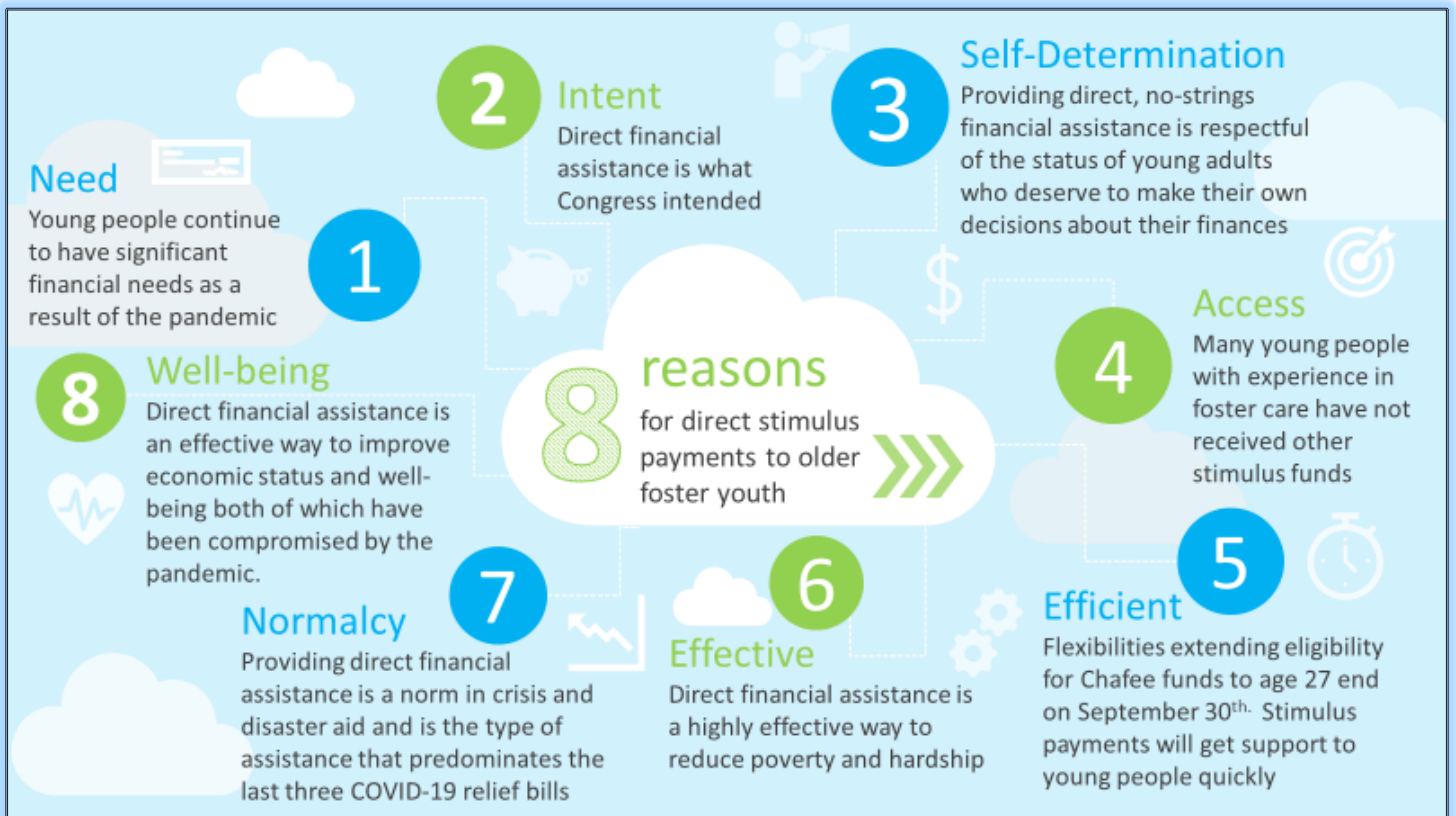 8
reasons
for direct stimulus
payments to older
foster youth
1
Need
Young people continue
to have significant
financial needs as a
result of the pandemic
2
Intent
Direct financial
assistance is what
Congress intended
3
Self-Determination
Providing direct, no-strings
financial assistance is respectful
of the status of young adults
who deserve to make their own
decisions about their finances
4
Access
Many young people
with experience in
foster care have not
received other
stimulus funds
5
Efficient
Flexibilities extending eligibility
for Chafee funds to age 27 end
on September 30th. Stimulus
payments will get support to
young people quickly
6
Effective
Direct financial assistance is
a highly effective way to
reduce poverty and hardship
7
Normalcy
Providing direct financial
assistance is a norm in crisis and
disaster aid and is the type of
assistance that predominates the
last three COVID-19 relief bills
8
Well-being
Direct financial assistance is
an effective way to improve
economic status and well-
being both of which have
been compromised by the
pandemic.
$